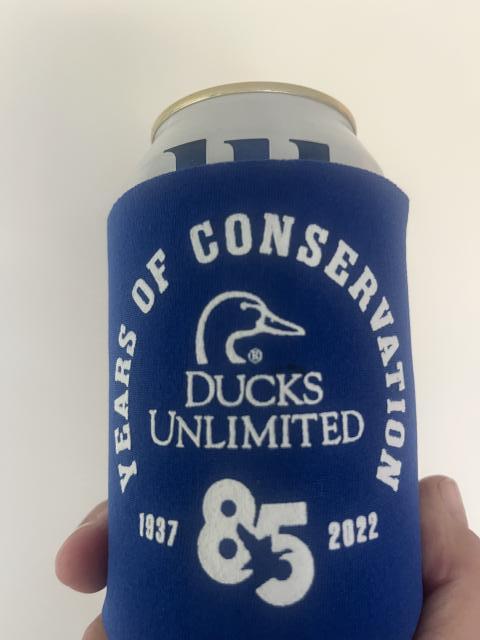 YEARS OF CONSERVATION
®
DUCKS
UNLIMITED
1937 85 2022